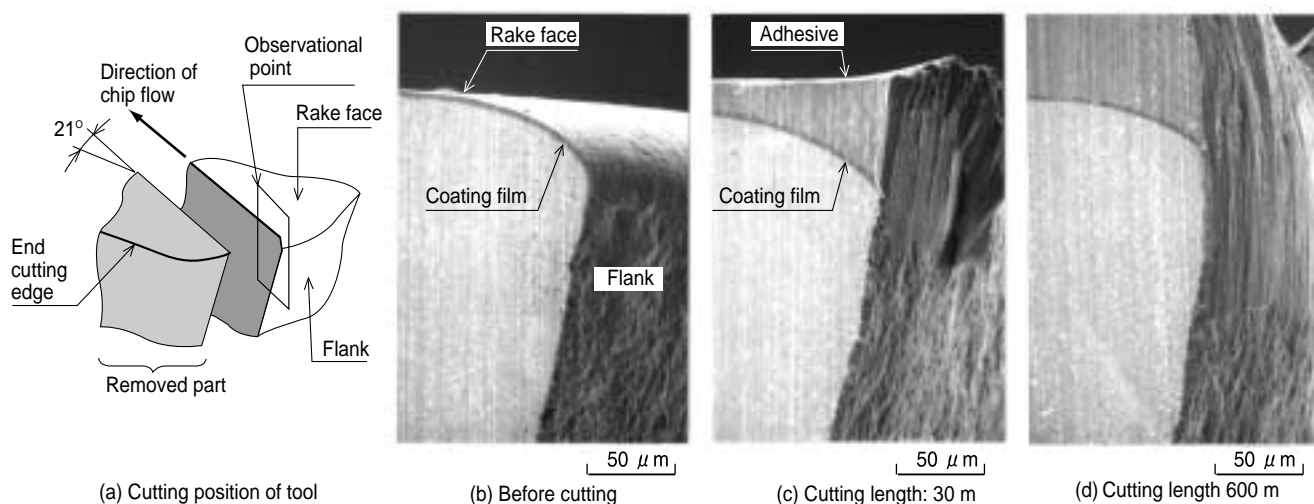 Observational
point
Direction of
chip flow
Rake face
21°
End
cutting
edge
Flank
Removed part
(a) Cutting position of tool
Rake face
Coating film
Flank
50 μm
(b) Before cutting
Adhesive
Coating film
50 μm
(c) Cutting length: 30 m
50 μm
(d) Cutting length 600 m